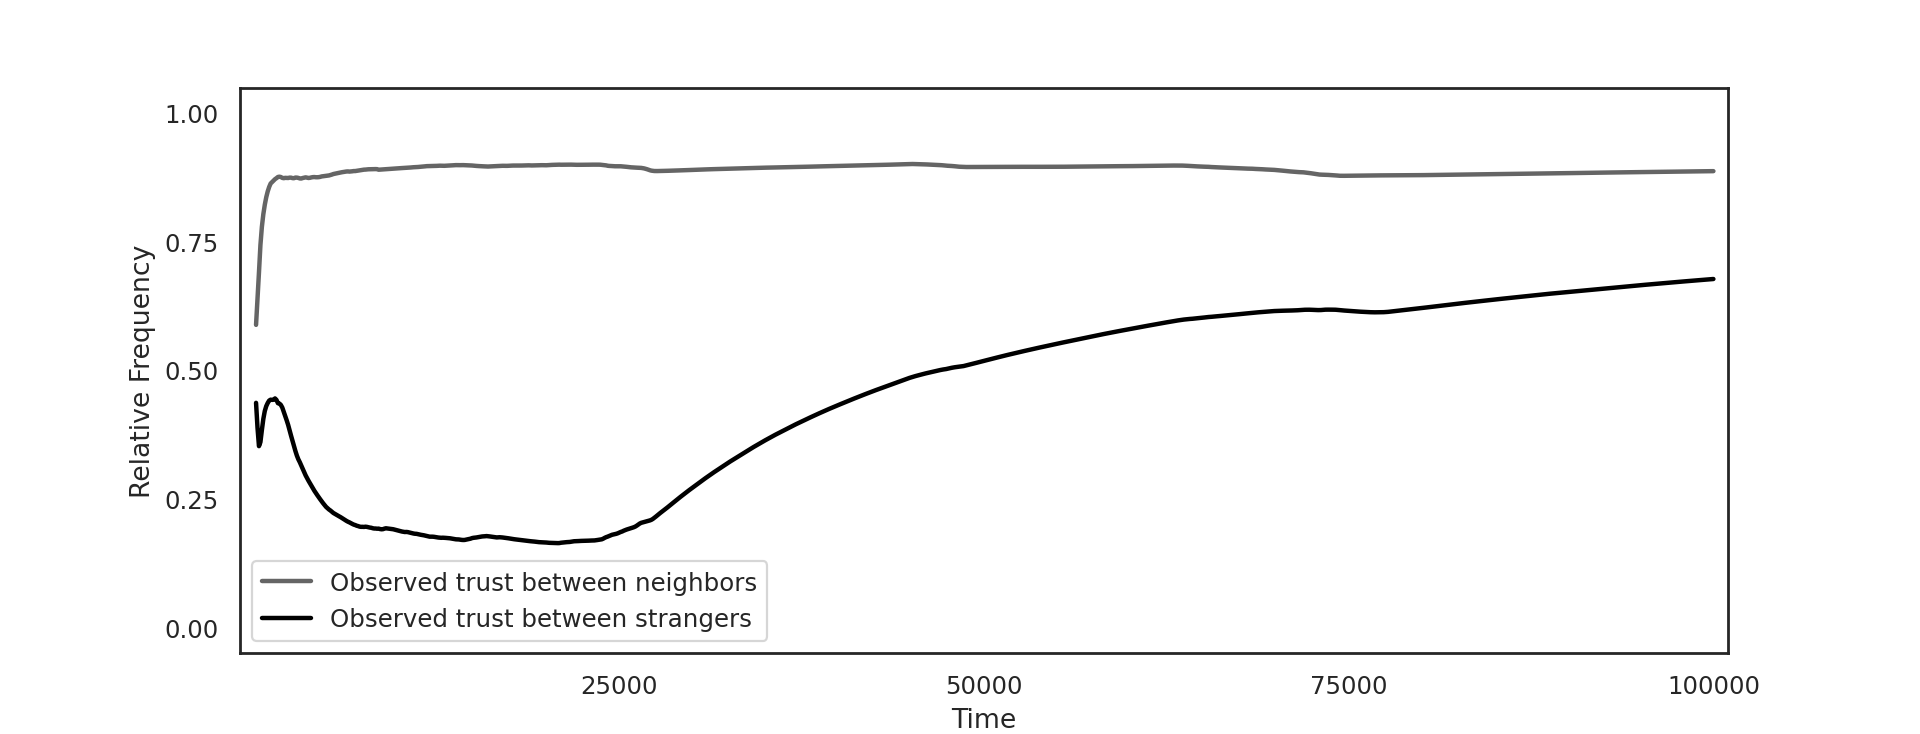 1.00
0.75
0.50
0.25
0.00
Relative Frequency
Observed trust between neighbors
Observed trust between strangers
25000 50000 75000 100000
Time